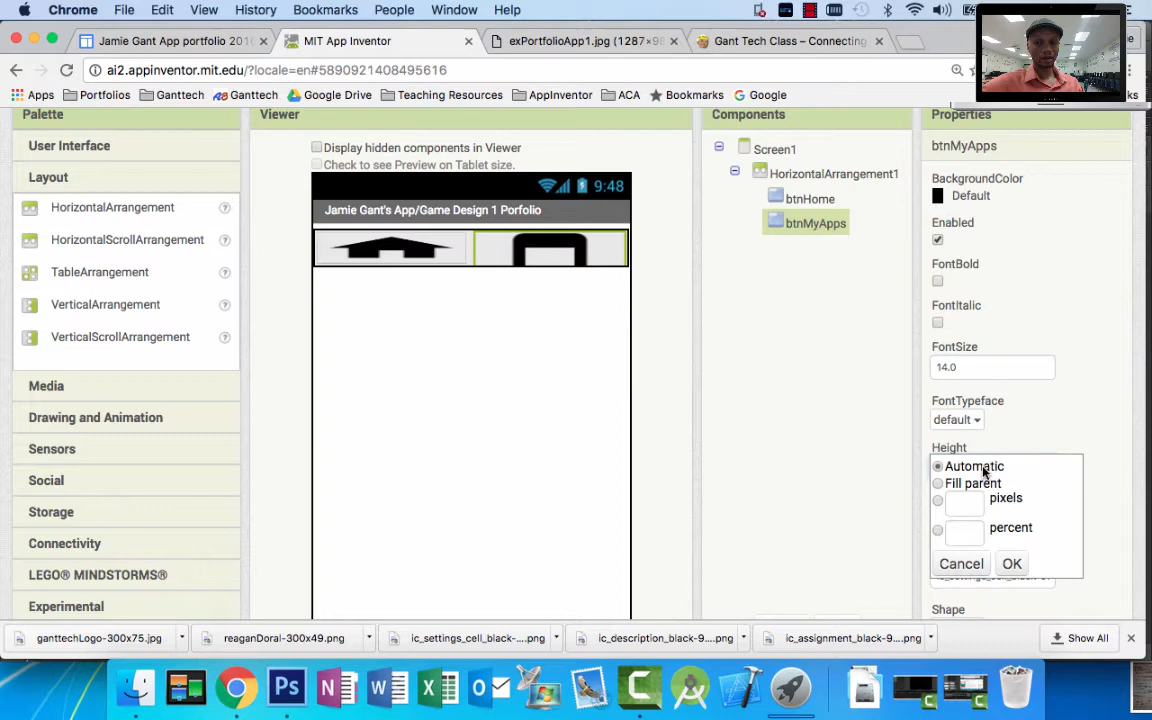 Chrome File Edit View History Bookmarks People Window Help
Jamie Gant App portfolio 2016
MIT App Inventor
exPortfolioApp1.jpg (1287×98
Gant Tech Class – Connecting
ai2.appinventor.mit.edu/?locale=en#5890921408495616
Apps Portfolios Ganttech Ganttech Google Drive Teaching Resources AppInventor ACA Bookmarks Google
Palette
Viewer
Components
Properties
User Interface
Layout
HorizontalArrangement
HorizontalScrollArrangement
TableArrangement
VerticalArrangement
VerticalScrollArrangement
Media
Drawing and Animation
Sensors
Social
Storage
Connectivity
LEGO® MINDSTORMS®
Experimental
Display hidden components in Viewer
Check to see Preview on Tablet size.
9:48
Jamie Gant's App/Game Design 1 Porfolio
Screen1
HorizontalArrangement1
btnHome
btnMyApps
btnMyApps
BackgroundColor
Default
Enabled
FontBold
FontItalic
FontSize
14.0
FontTypeface
default
Height
Automatic
Fill parent
pixels
percent
Cancel OK
Shape
ganttechLogo-300x75.jpg
reaganDoral-300x49.png
ic_settings_cell_black-....png
ic_description_black-9....png
ic_assignment_black-9....png
Show All